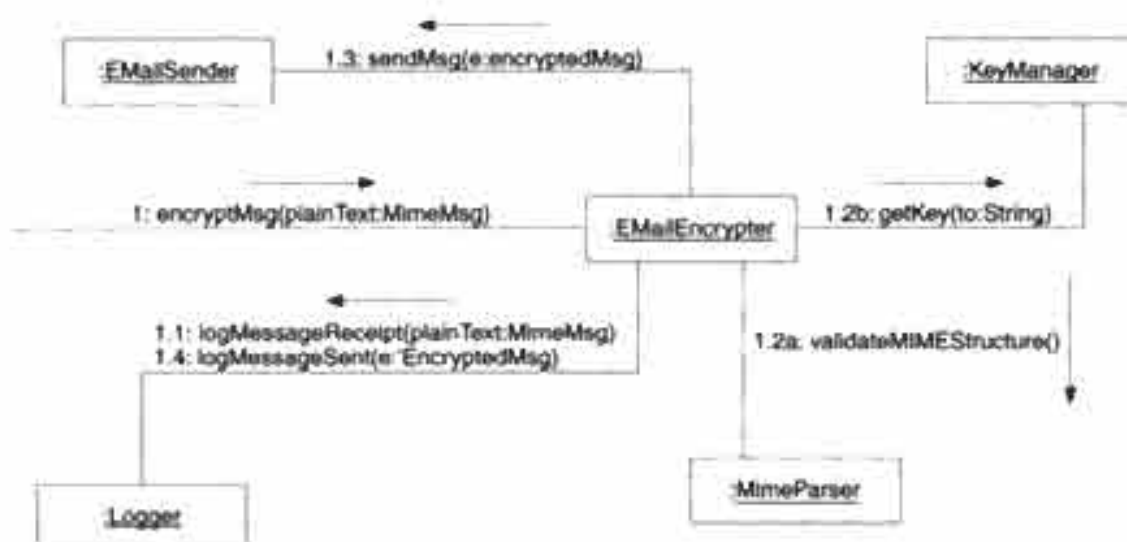 1.3: sendMsg(e:encryptedMsg)
:EMailSender
:KeyManager
1: encryptMsg(plainText:MimeMsg)
:EMailEncrypter
1.2b: getKey(to:String)
1.1: logMessageReceipt(plainText:MimeMsg)
1.4: logMessageSent(e: EncryptedMsg)
1.2a: validateMIMEStructure()
:MimeParser
:Logger